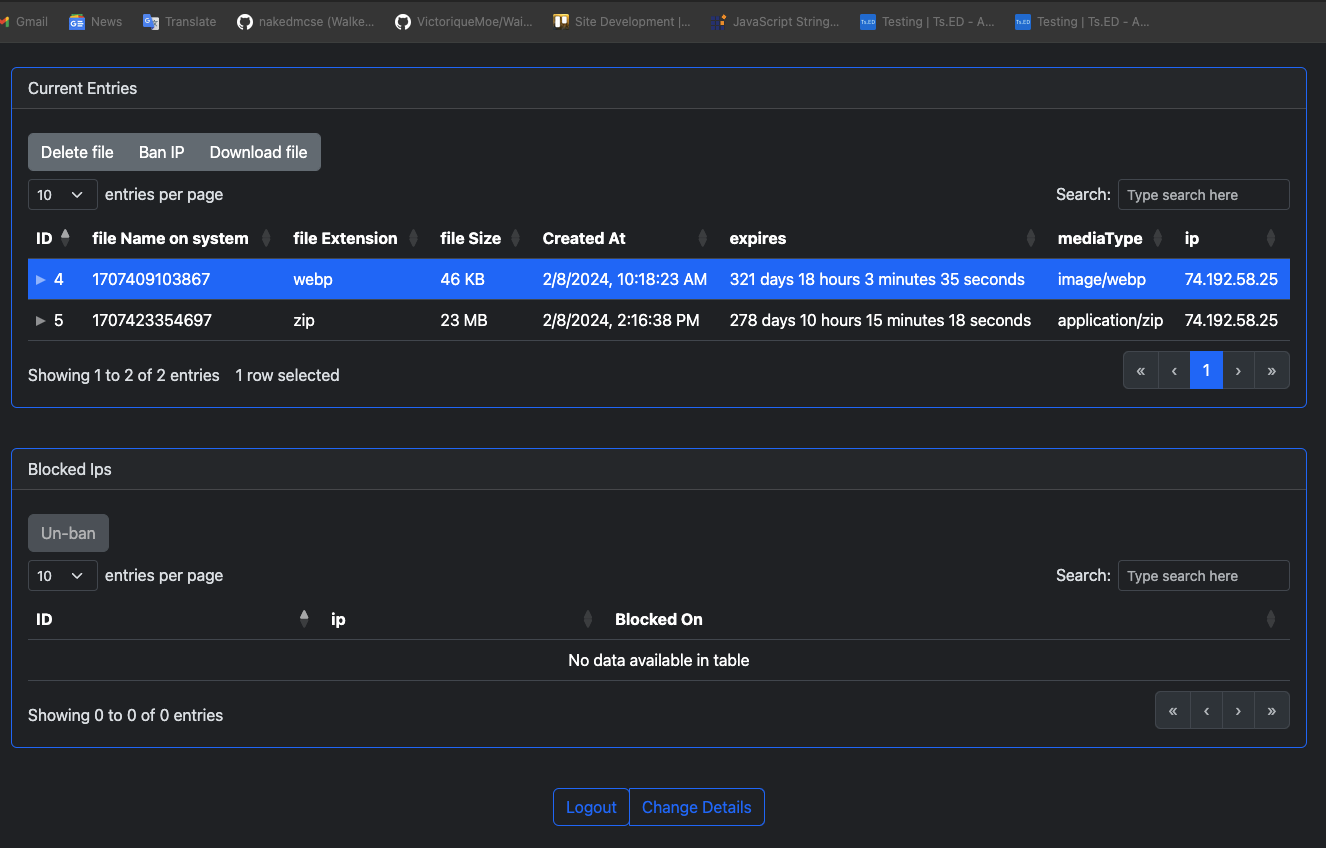 Gmail News Translate nakedmcse (Walke... VictoriqueMoe/Wai... Site Development |... JavaScript String... Testing | Ts.ED – A... Testing | Ts.ED – A...
Current Entries
Delete file Ban IP Download file
10 entries per page Search: Type search here
ID file Name on system file Extension file Size Created At expires mediaType ip
▶ 4 1707409103867 webp 46 KB 2/8/2024, 10:18:23 AM 321 days 18 hours 3 minutes 35 seconds image/webp 74.192.58.25
▶ 5 1707423354697 zip 23 MB 2/8/2024, 2:16:38 PM 278 days 10 hours 15 minutes 18 seconds application/zip 74.192.58.25
Showing 1 to 2 of 2 entries 1 row selected « ‹ 1 › »
Blocked Ips
Un-ban
10 entries per page Search: Type search here
ID ip Blocked On
No data available in table
Showing 0 to 0 of 0 entries « ‹ › »
Logout Change Details